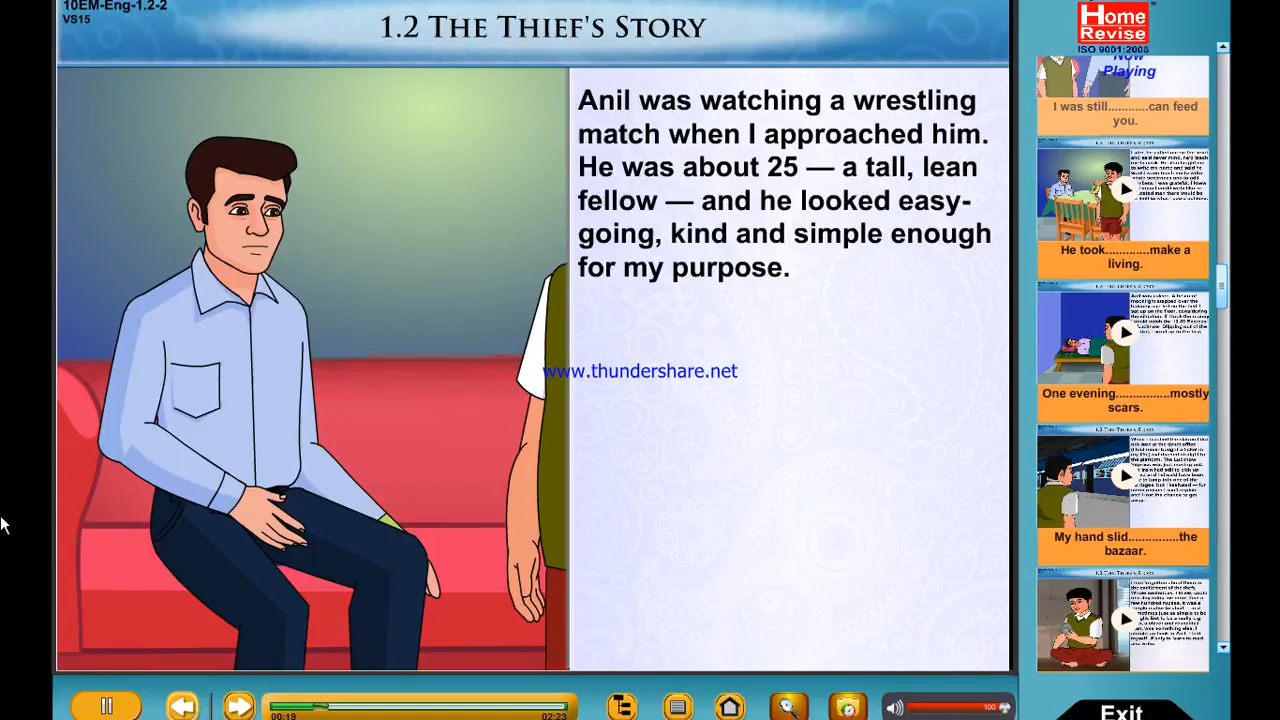 10EM-Eng-1.2-2
VS15
1.2 The Thief's Story
Anil was watching a wrestling
match when I approached him.
He was about 25 — a tall, lean
fellow — and he looked easy-
going, kind and simple enough
for my purpose.
www.thundershare.net
00:19
02:23
100
Home
Revise
ISO 9001:2008
Now
Playing
I was still............can feed
you.
He took.............make a
living.
One evening...............mostly
scars.
My hand slid...............the
bazaar.
Exit